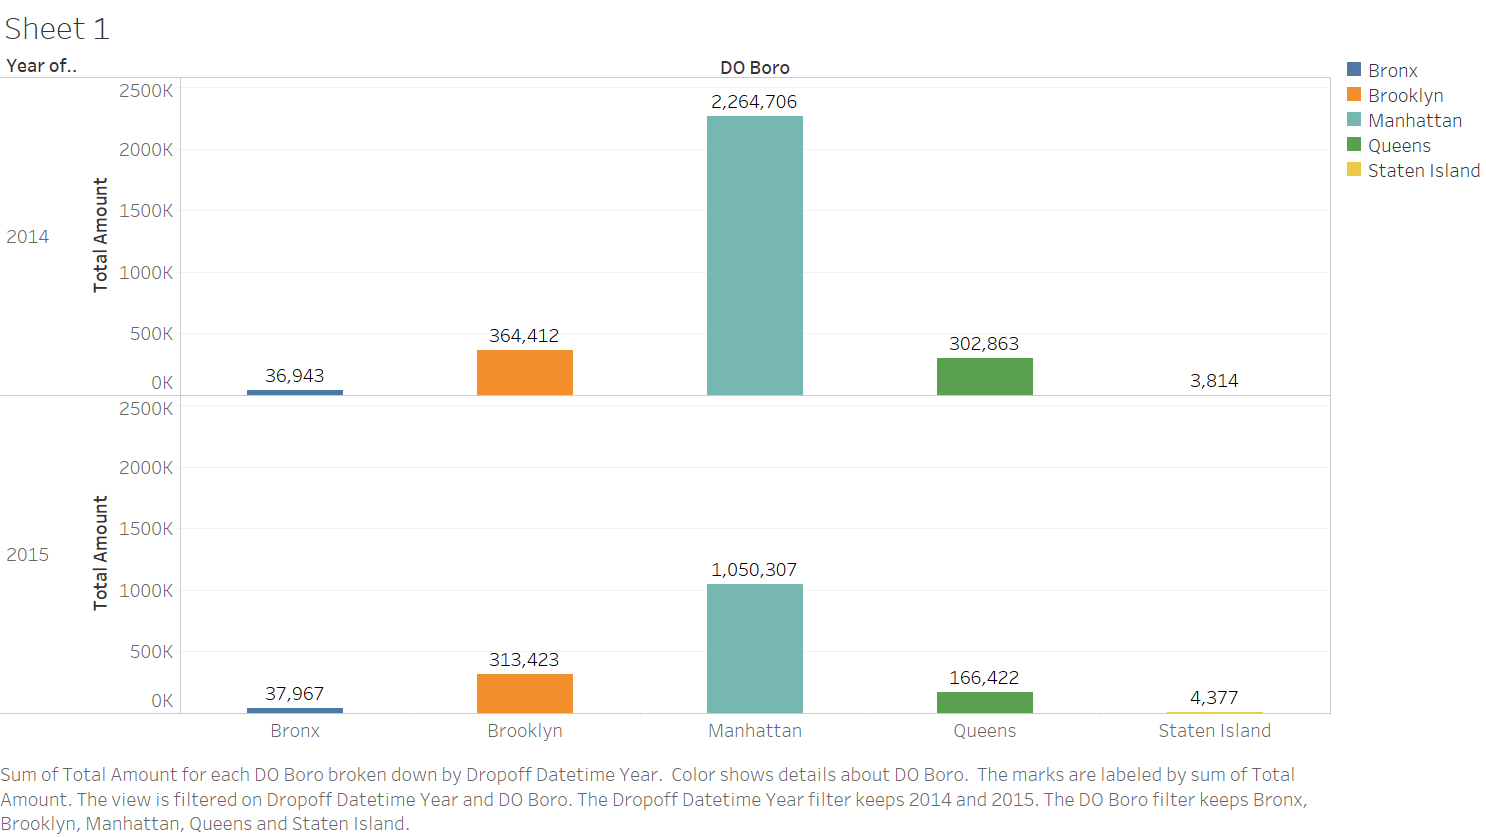 Sheet 1
Year of..
DO Boro
2014
Total Amount
2500K
2000K
1500K
1000K
500K
0K
36,943
364,412
2,264,706
302,863
3,814
2015
Total Amount
2500K
2000K
1500K
1000K
500K
0K
37,967
313,423
1,050,307
166,422
4,377
Bronx
Brooklyn
Manhattan
Queens
Staten Island
Bronx
Brooklyn
Manhattan
Queens
Staten Island
Sum of Total Amount for each DO Boro broken down by Dropoff Datetime Year.  Color shows details about DO Boro.  The marks are labeled by sum of Total
Amount. The view is filtered on Dropoff Datetime Year and DO Boro. The Dropoff Datetime Year filter keeps 2014 and 2015. The DO Boro filter keeps Bronx,
Brooklyn, Manhattan, Queens and Staten Island.